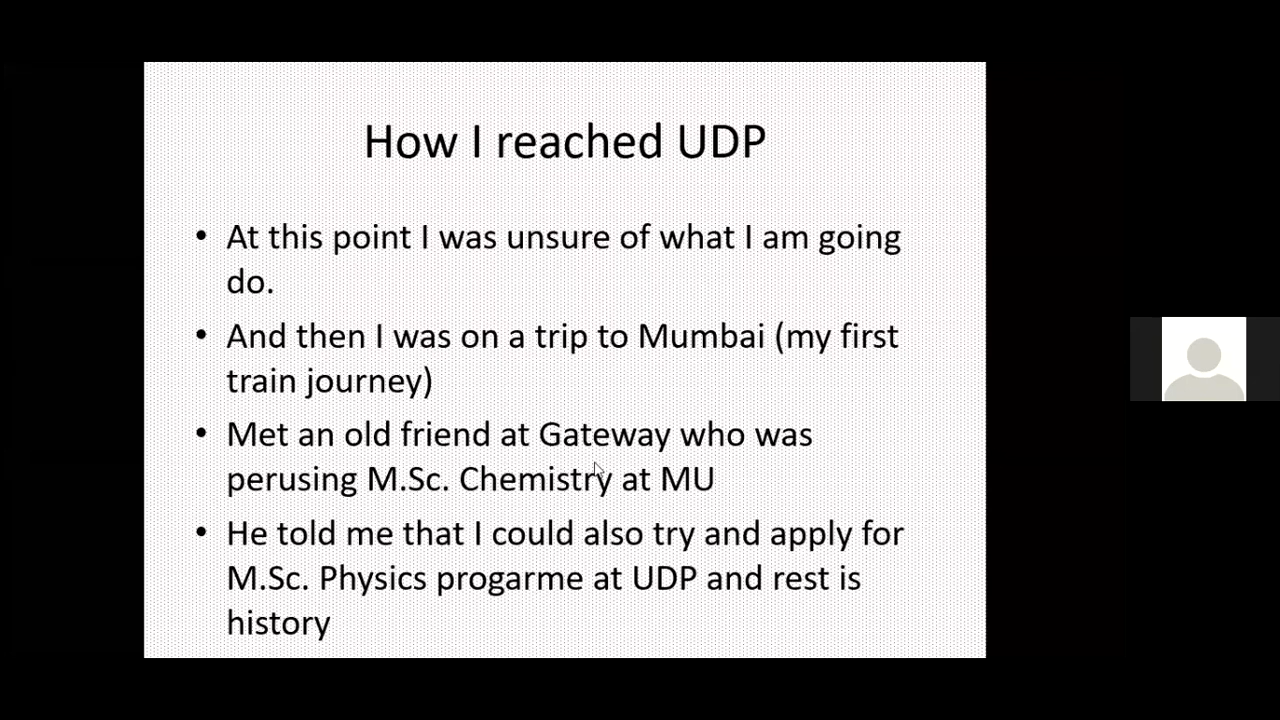 How I reached UDP
• At this point I was unsure of what I am going
do.
• And then I was on a trip to Mumbai (my first
train journey)
• Met an old friend at Gateway who was
perusing M.Sc. Chemistry at MU
• He told me that I could also try and apply for
M.Sc. Physics progarme at UDP and rest is
history